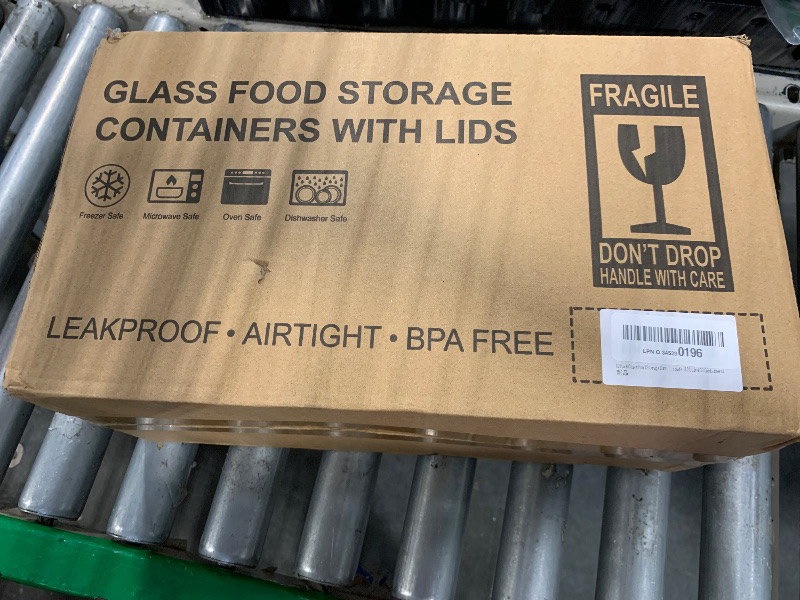 GLASS FOOD STORAGE
CONTAINERS WITH LIDS
Freezer Safe
Microwave Safe
Oven Safe
Dishwasher Safe
FRAGILE
DON'T DROP
HANDLE WITH CARE
LEAKPROOF • AIRTIGHT • BPA FREE
LPN 0196